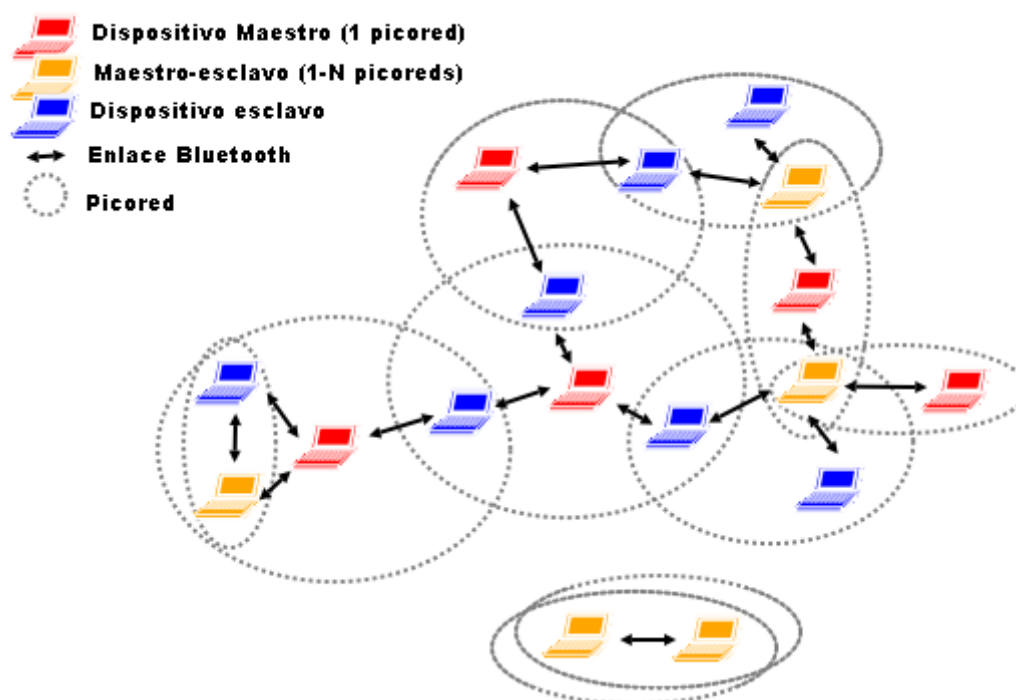 Dispositivo Maestro (1 picored)
Maestro-esclavo (1-N picoreds)
Dispositivo esclavo
Enlace Bluetooth
Picored